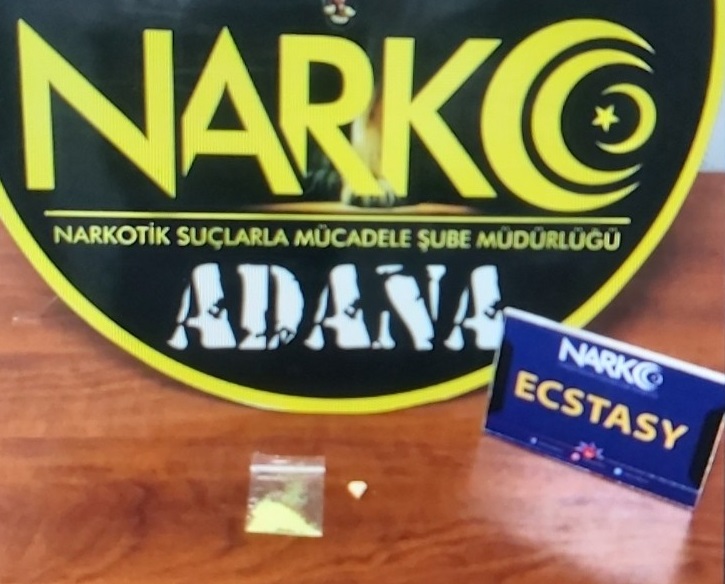 NARKO
NARKOTİK SUÇLARLA MÜCADELE ŞUBE MÜDÜRLÜĞÜ
ADANA
NARKO
ECSTASY